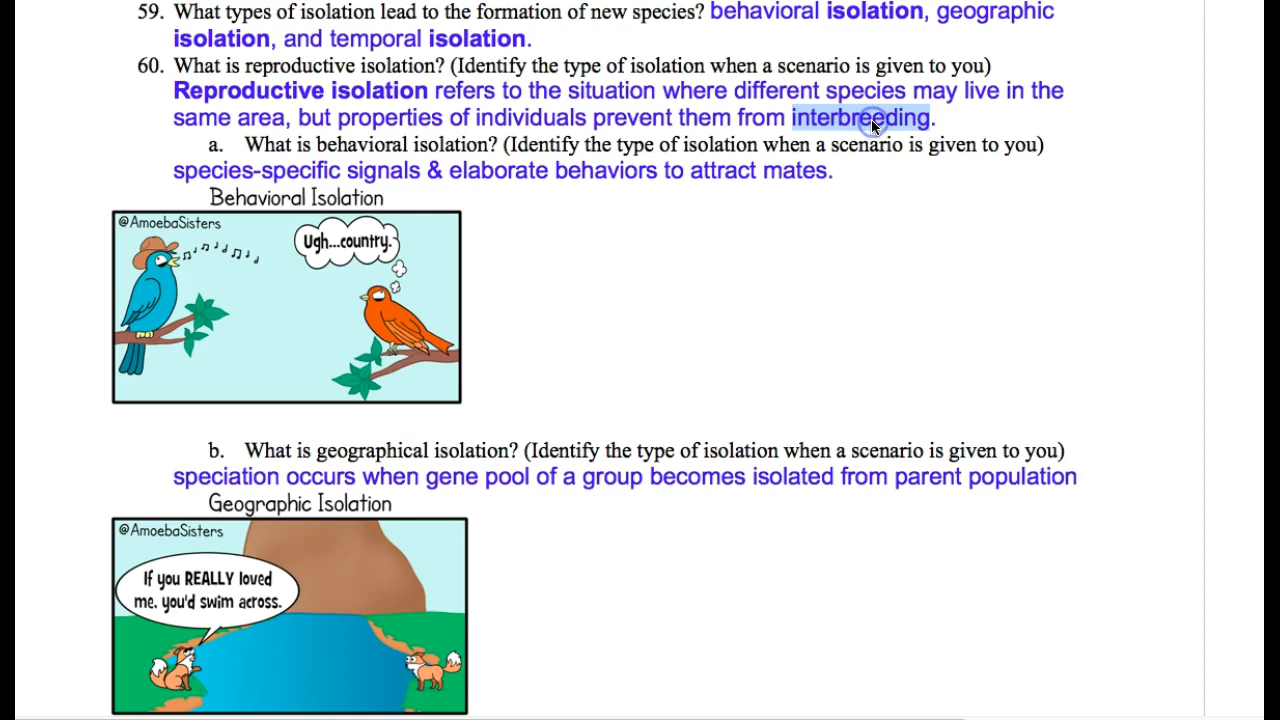 59. What types of isolation lead to the formation of new species? behavioral isolation, geographic
isolation, and temporal isolation.
60. What is reproductive isolation? (Identify the type of isolation when a scenario is given to you)
Reproductive isolation refers to the situation where different species may live in the
same area, but properties of individuals prevent them from interbreeding.
a. What is behavioral isolation? (Identify the type of isolation when a scenario is given to you)
species-specific signals & elaborate behaviors to attract mates.
Behavioral Isolation
@AmoebaSisters
Ugh...country.
b. What is geographical isolation? (Identify the type of isolation when a scenario is given to you)
speciation occurs when gene pool of a group becomes isolated from parent population
Geographic Isolation
@AmoebaSisters
If you REALLY loved
me, you'd swim across.